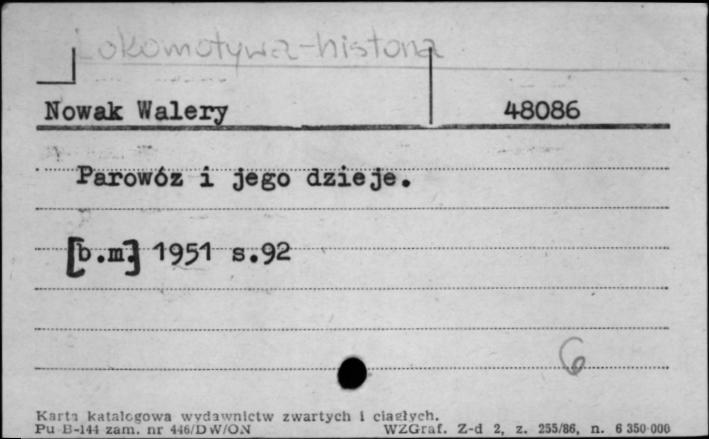 Lokomotywa-historia
Nowak Walery 48086
Parowóz i jego dzieje.
[b.m.] 1951 s.92
6
Karta katalogowa wydawnictw zwartych i ciągłych.
Pu B-144 zam. nr 446/DW/ON WZGraf. Z-d 2, z. 255/86, n. 6 350 000